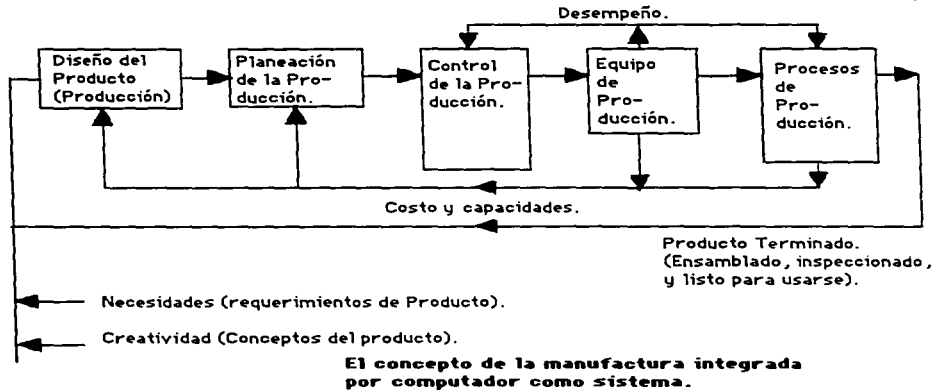 Desempeño.
Diseño del
Producto
(Producción)
Planeación
de la Pro-
ducción.
Control
de la Pro-
ducción.
Equipo
de
Pro-
ducción.
Procesos
de
Pro-
ducción.
Costo y capacidades.
Producto Terminado.
(Ensamblado, inspeccionado,
y listo para usarse).
Necesidades (requerimientos de Producto).
Creatividad (Conceptos del producto).
El concepto de la manufactura integrada
por computador como sistema.